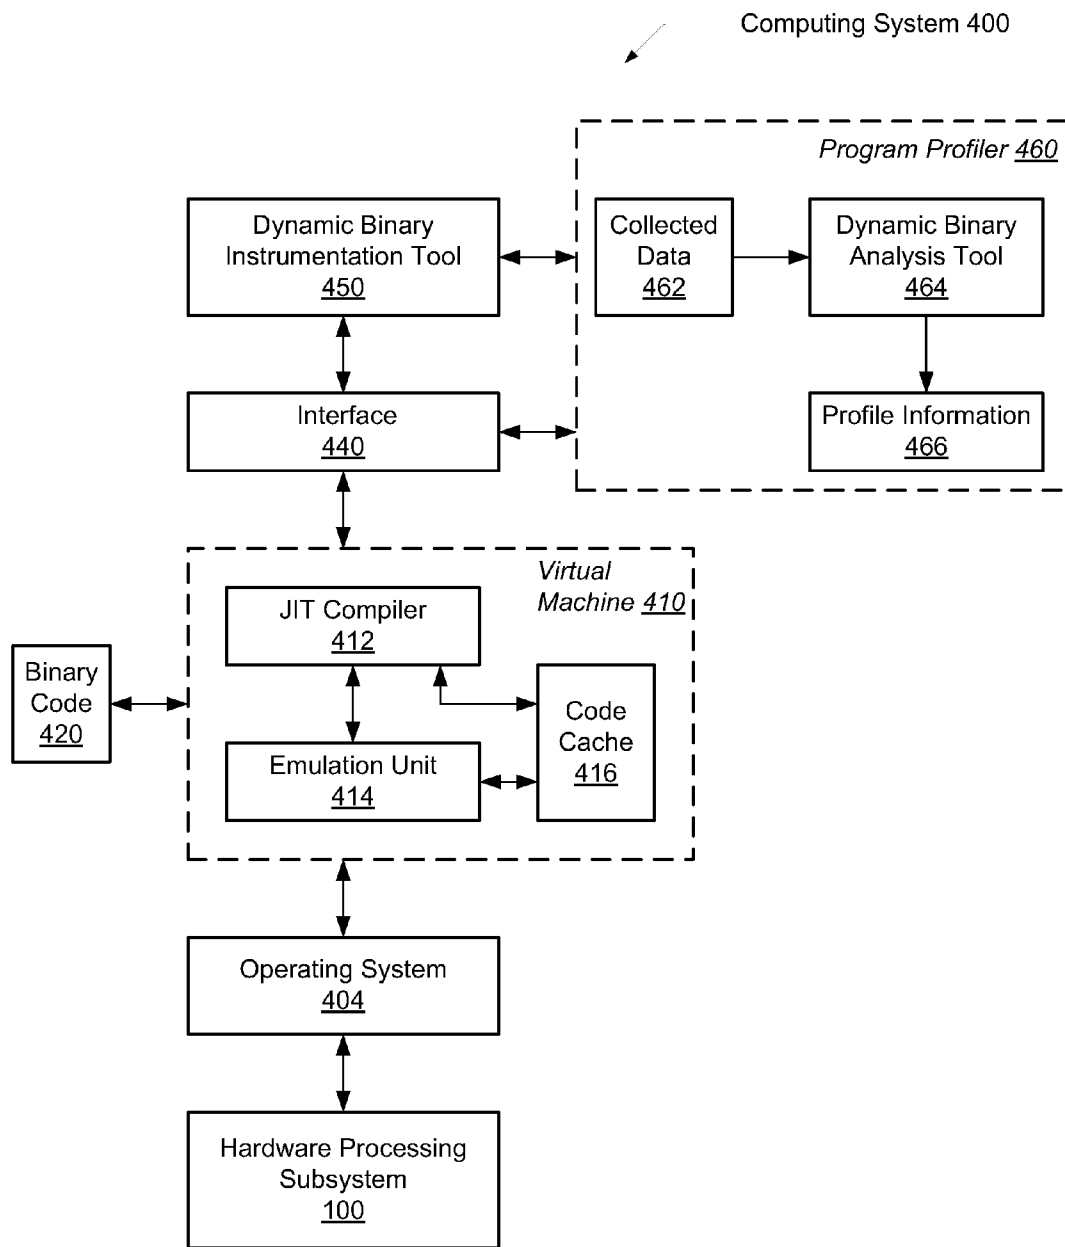 Computing System 400
Program Profiler 460
Dynamic Binary
Instrumentation Tool
450
Collected
Data
462
Dynamic Binary
Analysis Tool
464
Interface
440
Profile Information
466
Virtual
Machine 410
JIT Compiler
412
Binary
Code
420
Code
Cache
416
Emulation Unit
414
Operating System
404
Hardware Processing
Subsystem
100